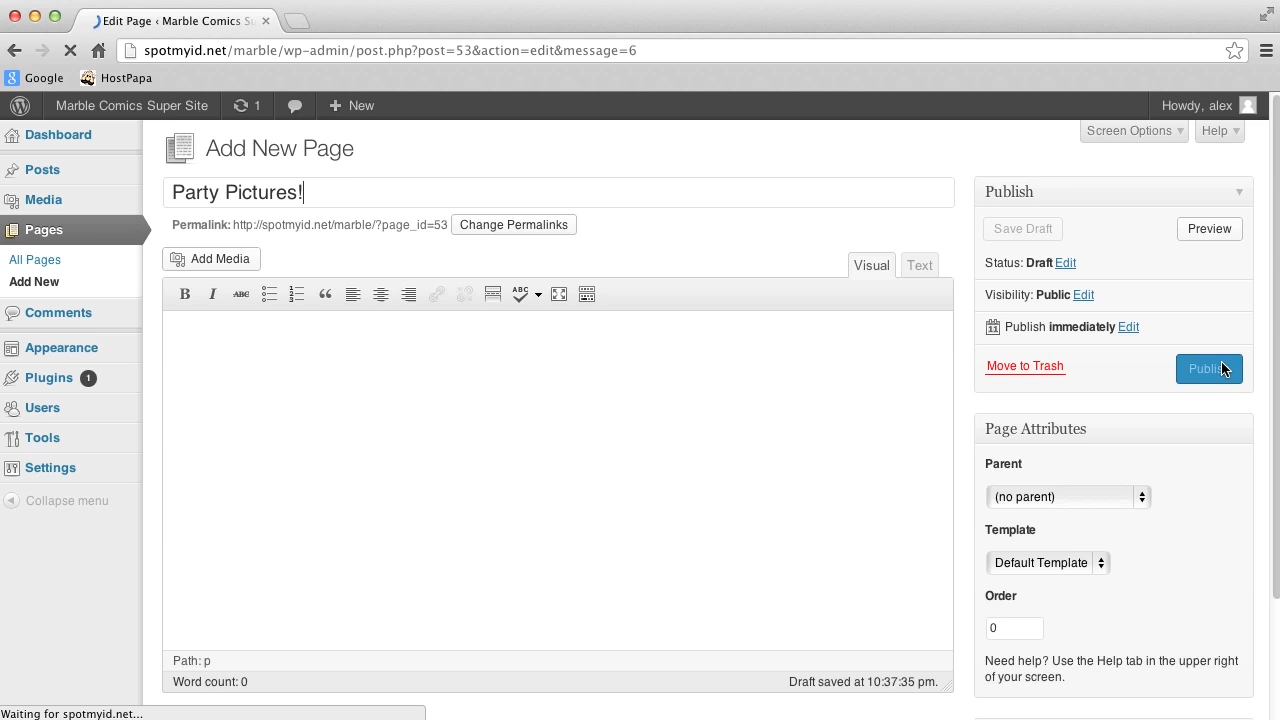 Edit Page ‹ Marble Comics Su
spotmyid.net/marble/wp-admin/post.php?post=53&action=edit&message=6
Google HostPapa
Marble Comics Super Site 1 New Howdy, alex
Screen Options Help
Dashboard
Posts
Media
Pages
All Pages
Add New
Comments
Appearance
Plugins 1
Users
Tools
Settings
Collapse menu
Add New Page
Party Pictures!
Permalink: http://spotmyid.net/marble/?page_id=53 Change Permalinks
Add Media
Visual Text
B I ABC ABC
Path: p
Word count: 0 Draft saved at 10:37:35 pm.
Publish
Save Draft Preview
Status: Draft Edit
Visibility: Public Edit
Publish immediately Edit
Move to Trash
Page Attributes
Parent
(no parent)
Template
Default Template
Order
0
Need help? Use the Help tab in the upper right
of your screen.
Waiting for spotmyid.net...